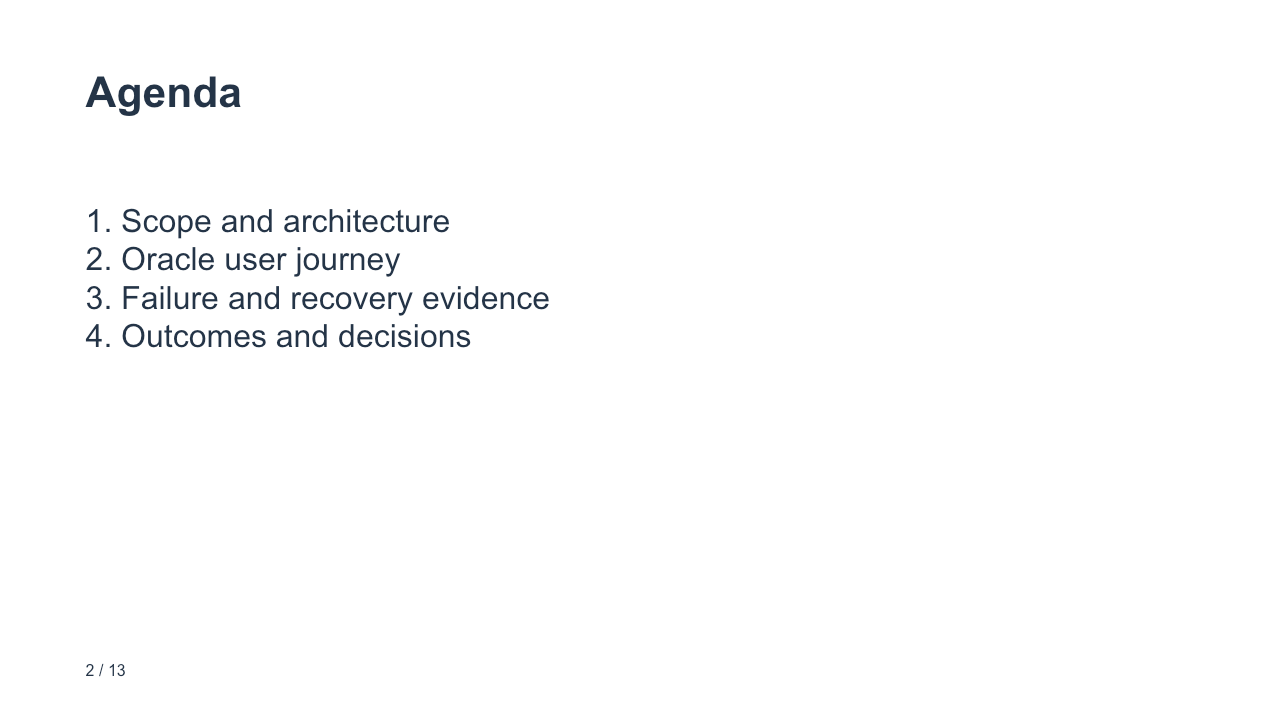 Agenda
1. Scope and architecture
2. Oracle user journey
3. Failure and recovery evidence
4. Outcomes and decisions
2 / 13